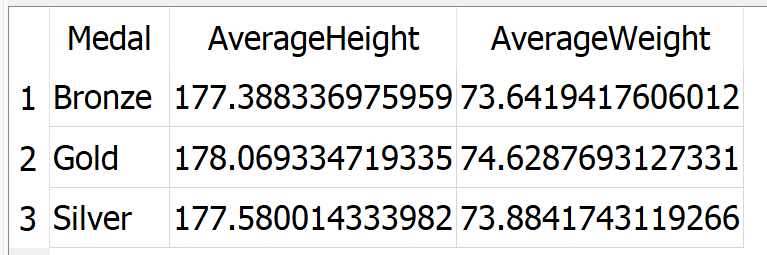 Medal AverageHeight AverageWeight
1 Bronze 177.388336975959 73.6419417606012
2 Gold 178.069334719335 74.6287693127331
3 Silver 177.580014333982 73.8841743119266